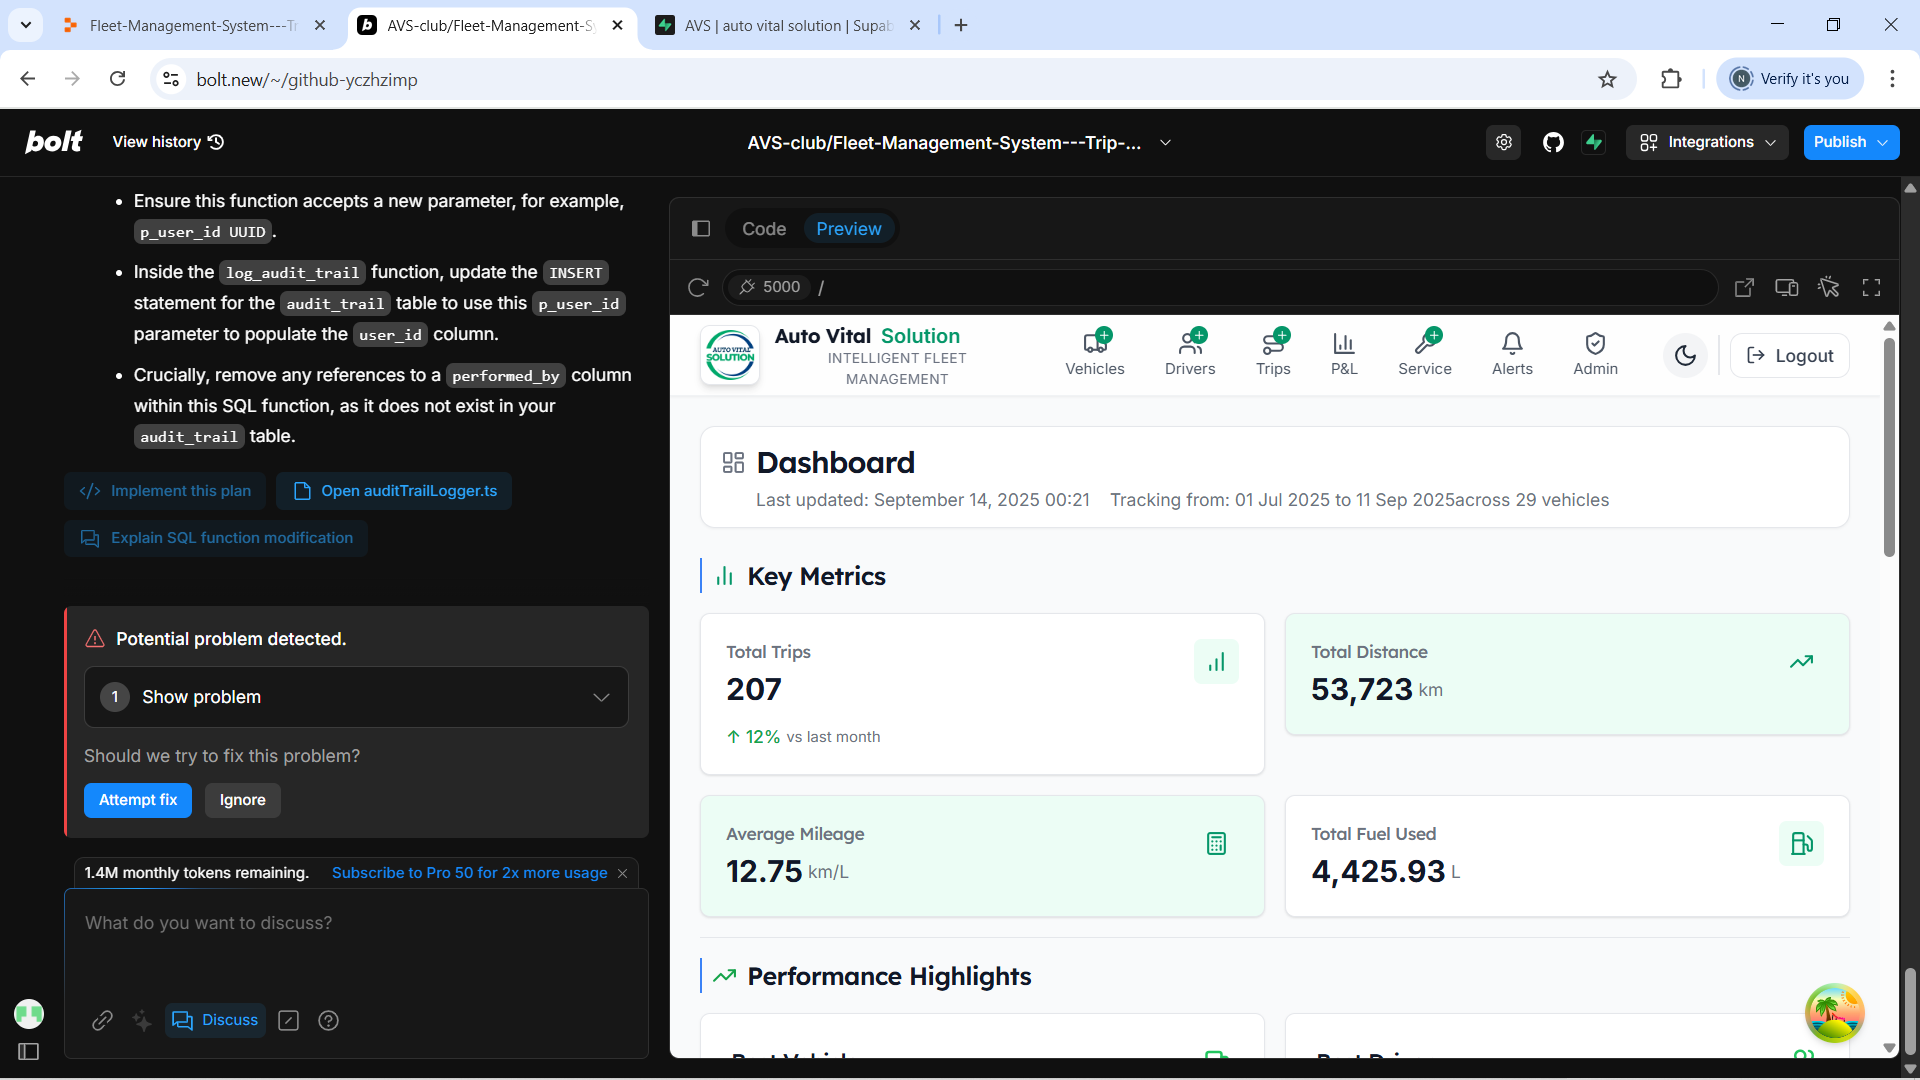 Fleet-Management-System---Tr
AVS-club/Fleet-Management-Sy
AVS | auto vital solution | Supab
bolt.new/~/github-yczhzimp
N
Verify it's you
bolt
View history
AVS-club/Fleet-Management-System---Trip-...
Integrations
Publish
Ensure this function accepts a new parameter, for example,
p_user_id UUID.
Inside the log_audit_trail function, update the INSERT
statement for the audit_trail table to use this p_user_id
parameter to populate the user_id column.
Crucially, remove any references to a performed_by column
within this SQL function, as it does not exist in your
audit_trail table.
Implement this plan
Open auditTrailLogger.ts
Explain SQL function modification
Potential problem detected.
1 Show problem
Should we try to fix this problem?
Attempt fix
Ignore
1.4M monthly tokens remaining.
Subscribe to Pro 50 for 2x more usage
What do you want to discuss?
Discuss
Code
Preview
5000 /
AUTO VITAL
SOLUTION
Auto Vital Solution
INTELLIGENT FLEET
MANAGEMENT
Vehicles
Drivers
Trips
P&L
Service
Alerts
Admin
Logout
Dashboard
Last updated: September 14, 2025 00:21
Tracking from: 01 Jul 2025 to 11 Sep 2025across 29 vehicles
Key Metrics
Total Trips
207
↑ 12% vs last month
Total Distance
53,723 km
Average Mileage
12.75 km/L
Total Fuel Used
4,425.93 L
Performance Highlights